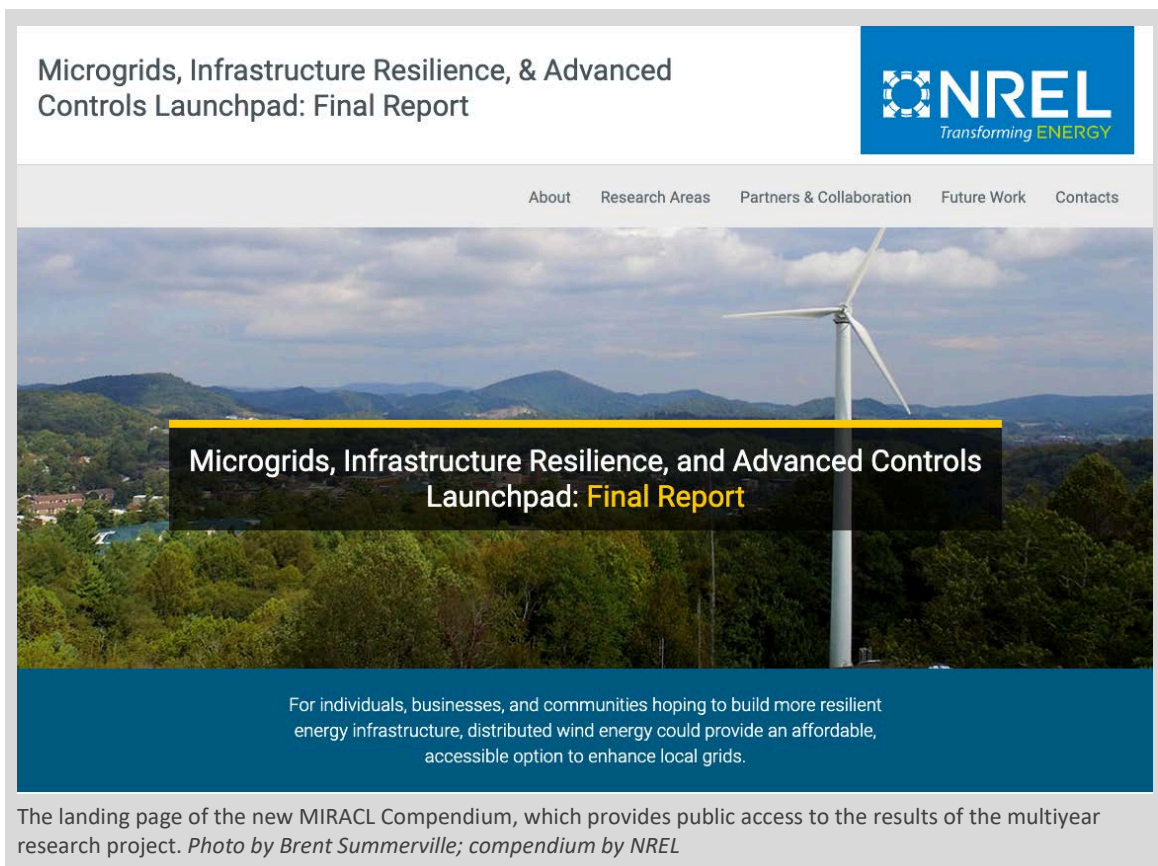 Microgrids, Infrastructure Resilience, & Advanced
Controls Launchpad: Final Report
NREL
Transforming ENERGY
About Research Areas Partners & Collaboration Future Work Contacts
Microgrids, Infrastructure Resilience, and Advanced Controls
Launchpad: Final Report
For individuals, businesses, and communities hoping to build more resilient
energy infrastructure, distributed wind energy could provide an affordable,
accessible option to enhance local grids.
The landing page of the new MIRACL Compendium, which provides public access to the results of the multiyear
research project. Photo by Brent Summerville; compendium by NREL